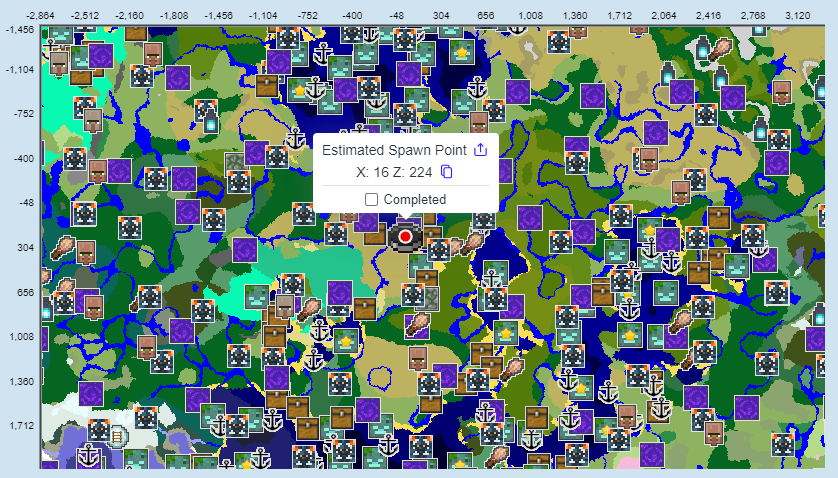 -2,864 -2,512 -2,160 -1,808 -1,456 -1,104 -752 -400 -48 304 656 1,008 1,360 1,712 2,064 2,416 2,768 3,120
-1,456
-1,104
-752
-400
Estimated Spawn Point
X: 16 Z: 224
Completed
-48
304
656
1,008
1,360
1,712